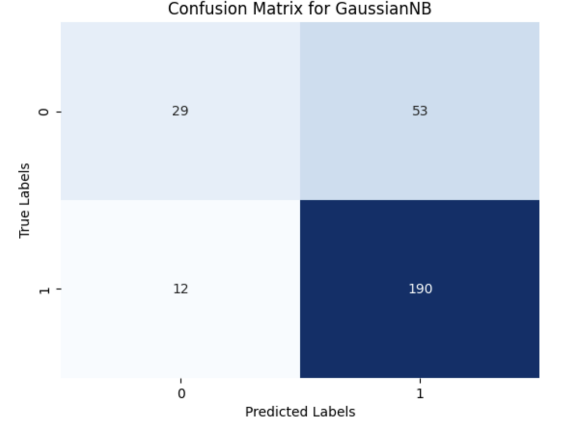 Confusion Matrix for GaussianNB
True Labels
0
29
53
1
12
190
0
1
Predicted Labels